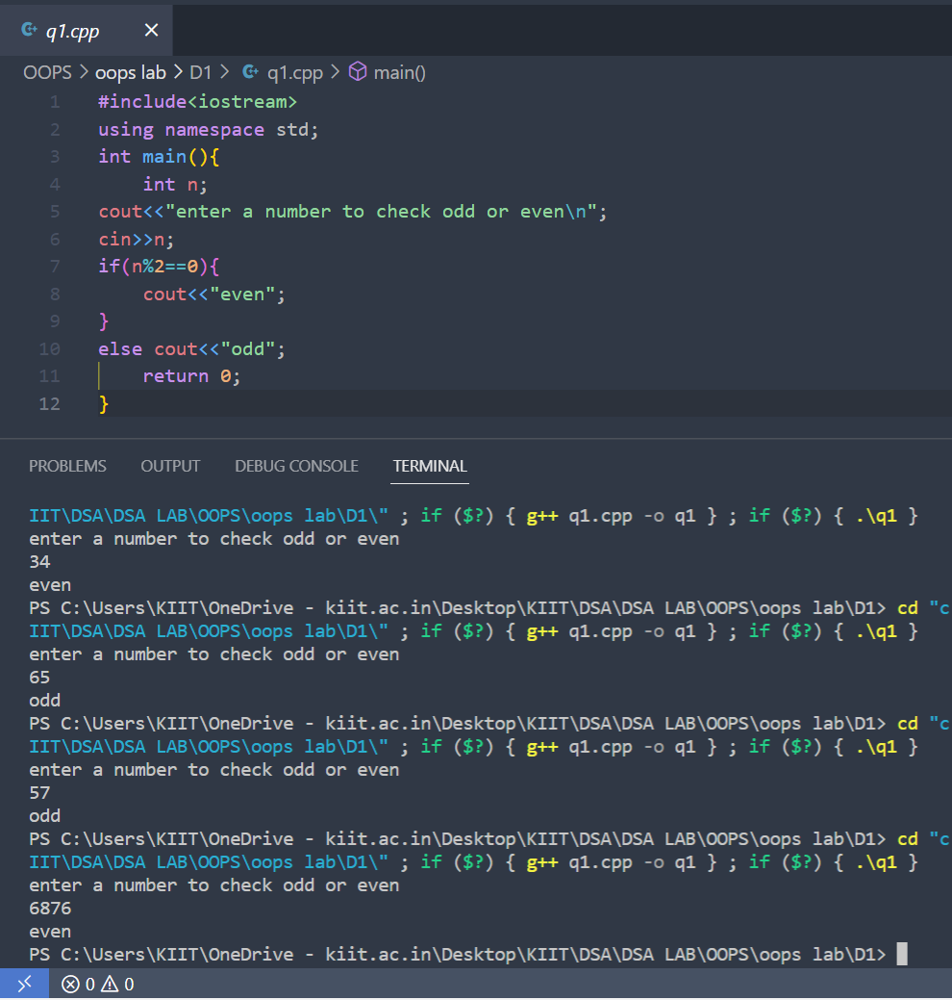 q1.cpp
OOPS > oops lab > D1 > q1.cpp > main()
1 #include<iostream>
2 using namespace std;
3 int main(){
4     int n;
5 cout<<"enter a number to check odd or even\n";
6 cin>>n;
7 if(n%2==0){
8     cout<<"even";
9 }
10 else cout<<"odd";
11     return 0;
12 }
PROBLEMS OUTPUT DEBUG CONSOLE TERMINAL
IIT\DSA\DSA LAB\OOPS\oops lab\D1\" ; if ($?) { g++ q1.cpp -o q1 } ; if ($?) { .\q1 }
enter a number to check odd or even
34
even
PS C:\Users\KIIT\OneDrive - kiit.ac.in\Desktop\KIIT\DSA\DSA LAB\OOPS\oops lab\D1> cd "c
IIT\DSA\DSA LAB\OOPS\oops lab\D1\" ; if ($?) { g++ q1.cpp -o q1 } ; if ($?) { .\q1 }
enter a number to check odd or even
65
odd
PS C:\Users\KIIT\OneDrive - kiit.ac.in\Desktop\KIIT\DSA\DSA LAB\OOPS\oops lab\D1> cd "c
IIT\DSA\DSA LAB\OOPS\oops lab\D1\" ; if ($?) { g++ q1.cpp -o q1 } ; if ($?) { .\q1 }
enter a number to check odd or even
57
odd
PS C:\Users\KIIT\OneDrive - kiit.ac.in\Desktop\KIIT\DSA\DSA LAB\OOPS\oops lab\D1> cd "c
IIT\DSA\DSA LAB\OOPS\oops lab\D1\" ; if ($?) { g++ q1.cpp -o q1 } ; if ($?) { .\q1 }
enter a number to check odd or even
6876
even
PS C:\Users\KIIT\OneDrive - kiit.ac.in\Desktop\KIIT\DSA\DSA LAB\OOPS\oops lab\D1>
0 0